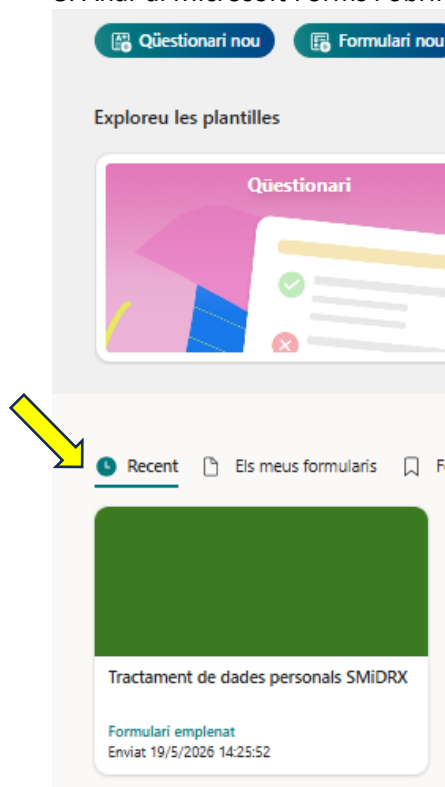 Qüestionari nou
Formulari nou
Exploreu les plantilles
Qüestionari
Recent
Els meus formularis
Tractament de dades personals SMiDRX
Formulari emplenat
Enviat 19/5/2026 14:25:52